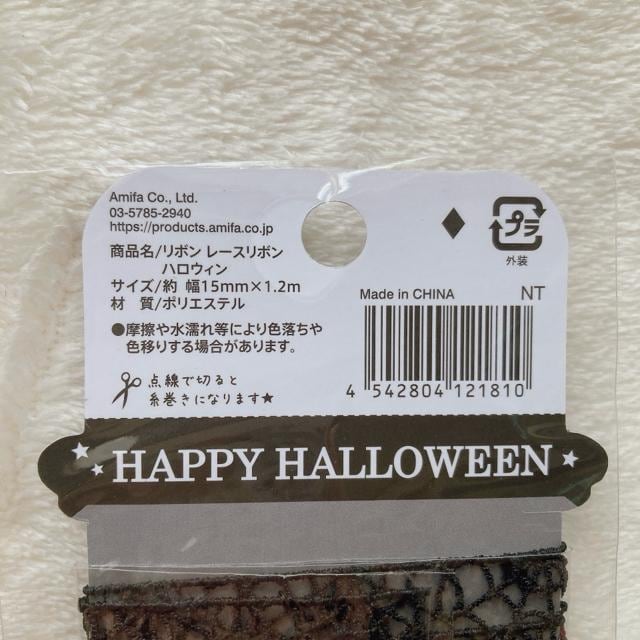 Amifa Co., Ltd.
03-5785-2940
https://products.amifa.co.jp
商品名/リボン レースリボン
ハロウィン
サイズ/約 幅15mm×1.2m
材 質/ポリエステル
●摩擦や水濡れ等により色落ちや
色移りする場合があります。
点線で切ると
糸巻きになります★
プラ
外装
Made in CHINA NT
4 542804 121810
HAPPY HALLOWEEN